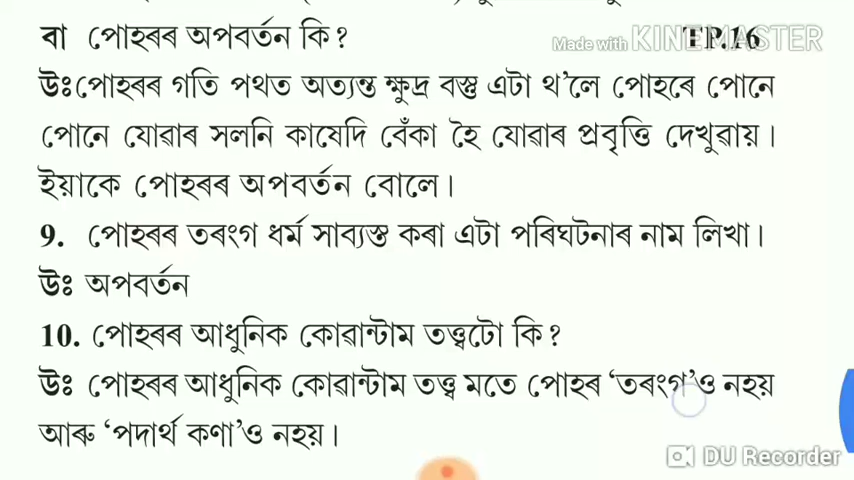 বা পোহৰৰ অপবৰ্তন কি? TP.16
Made with KINEMASTER
উঃপোহৰৰ গতি পথত অত্যন্ত ক্ষুদ্ৰ বস্তু এটা থ’লে পোহৰে পোনে
পোনে যোৱাৰ সলনি কাষেদি বেঁকা হৈ যোৱাৰ প্ৰবৃত্তি দেখুৱায়।
ইয়াকে পোহৰৰ অপবৰ্তন বোলে।
9. পোহৰৰ তৰংগ ধৰ্ম সাব্যস্ত কৰা এটা পৰিঘটনাৰ নাম লিখা।
উঃ অপবৰ্তন
10. পোহৰৰ আধুনিক কোৱান্টাম তত্ত্বটো কি?
উঃ পোহৰৰ আধুনিক কোৱান্টাম তত্ত্ব মতে পোহৰ ‘তৰংগ’ও নহয়
আৰু ‘পদাৰ্থ কণা’ও নহয়।
DU Recorder